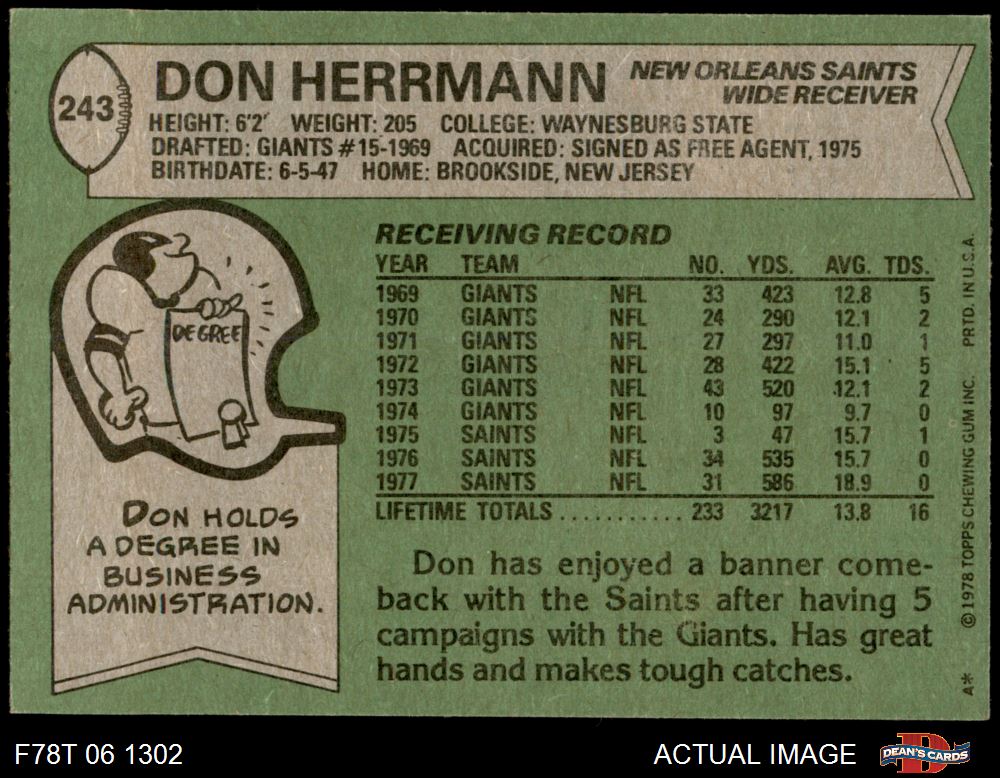 243
DON HERRMANN
NEW ORLEANS SAINTS
WIDE RECEIVER
HEIGHT: 6'2" WEIGHT: 205 COLLEGE: WAYNESBURG STATE
DRAFTED: GIANTS #15-1969 ACQUIRED: SIGNED AS FREE AGENT, 1975
BIRTHDATE: 6-5-47 HOME: BROOKSIDE, NEW JERSEY
DEGREE
DON HOLDS
A DEGREE IN
BUSINESS
ADMINISTRATION.
RECEIVING RECORD
YEAR TEAM NO. YDS. AVG. TDS.
1969 GIANTS NFL 33 423 12.8 5
1970 GIANTS NFL 24 290 12.1 2
1971 GIANTS NFL 27 297 11.0 1
1972 GIANTS NFL 28 422 15.1 5
1973 GIANTS NFL 43 520 12.1 2
1974 GIANTS NFL 10 97 9.7 0
1975 SAINTS NFL 3 47 15.7 1
1976 SAINTS NFL 34 535 15.7 0
1977 SAINTS NFL 31 586 18.9 0
LIFETIME TOTALS........... 233 3217 13.8 16
Don has enjoyed a banner come-
back with the Saints after having 5
campaigns with the Giants. Has great
hands and makes tough catches.
A* © 1978 TOPPS CHEWING GUM INC. PRTD. IN U.S.A.
F78T 06 1302
ACTUAL IMAGE
D
DEAN'S CARDS